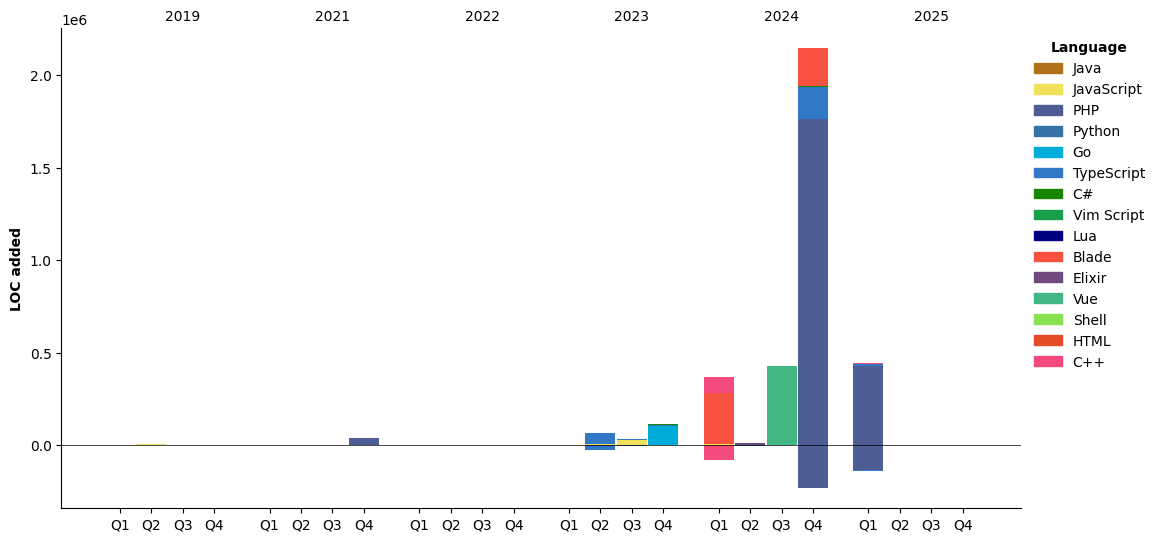 1e6
2019 2021 2022 2023 2024 2025
LOC added
2.0
1.5
1.0
0.5
0.0
Q1 Q2 Q3 Q4 Q1 Q2 Q3 Q4 Q1 Q2 Q3 Q4 Q1 Q2 Q3 Q4 Q1 Q2 Q3 Q4 Q1 Q2 Q3 Q4
Language
Java
JavaScript
PHP
Python
Go
TypeScript
C#
Vim Script
Lua
Blade
Elixir
Vue
Shell
HTML
C++